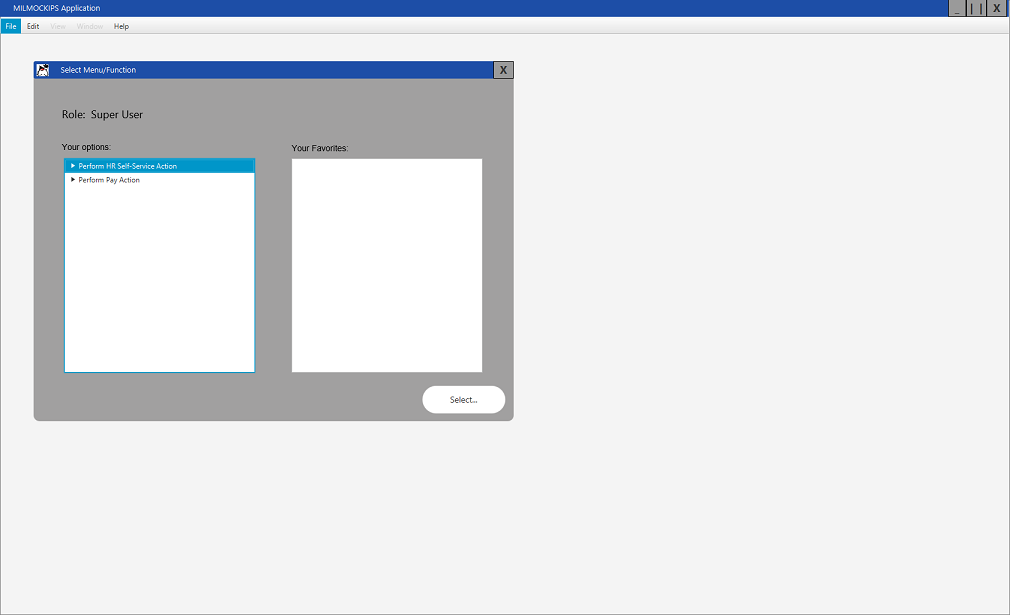 MILMOCKIPS Application
_ | | X
File Edit View Window Help
Select Menu/Function X
Role: Super User
Your options:
Your Favorites:
Perform HR Self-Service Action
Perform Pay Action
Select...